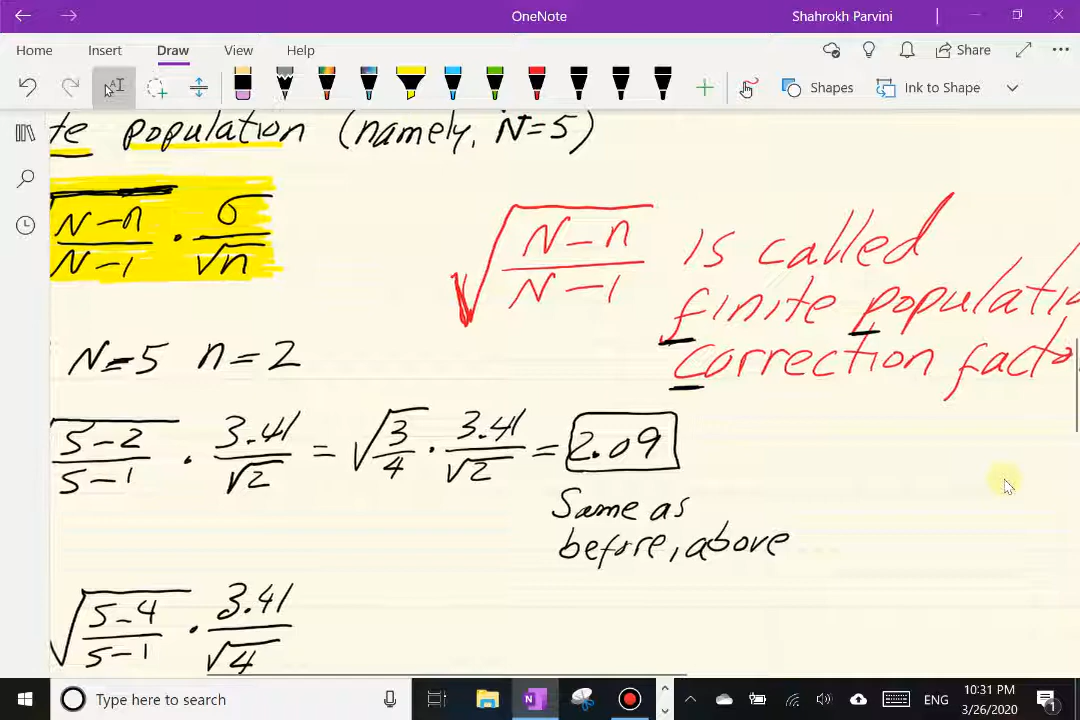 OneNote
Shahrokh Parvini
Home Insert Draw View Help
Share
Shapes
Ink to Shape
te population (namely, N=5)
√(N-n)/(N-1) · σ/√n
√(N-n)/(N-1) is called
finite populati
correction facto
N=5 n=2
(5-2)/(5-1) · 3.41/√2 = √3/4 · 3.41/√2 = 2.09
Same as
before, above
√(5-4)/(5-1) · 3.41/√4
Type here to search
ENG
10:31 PM
3/26/2020
1